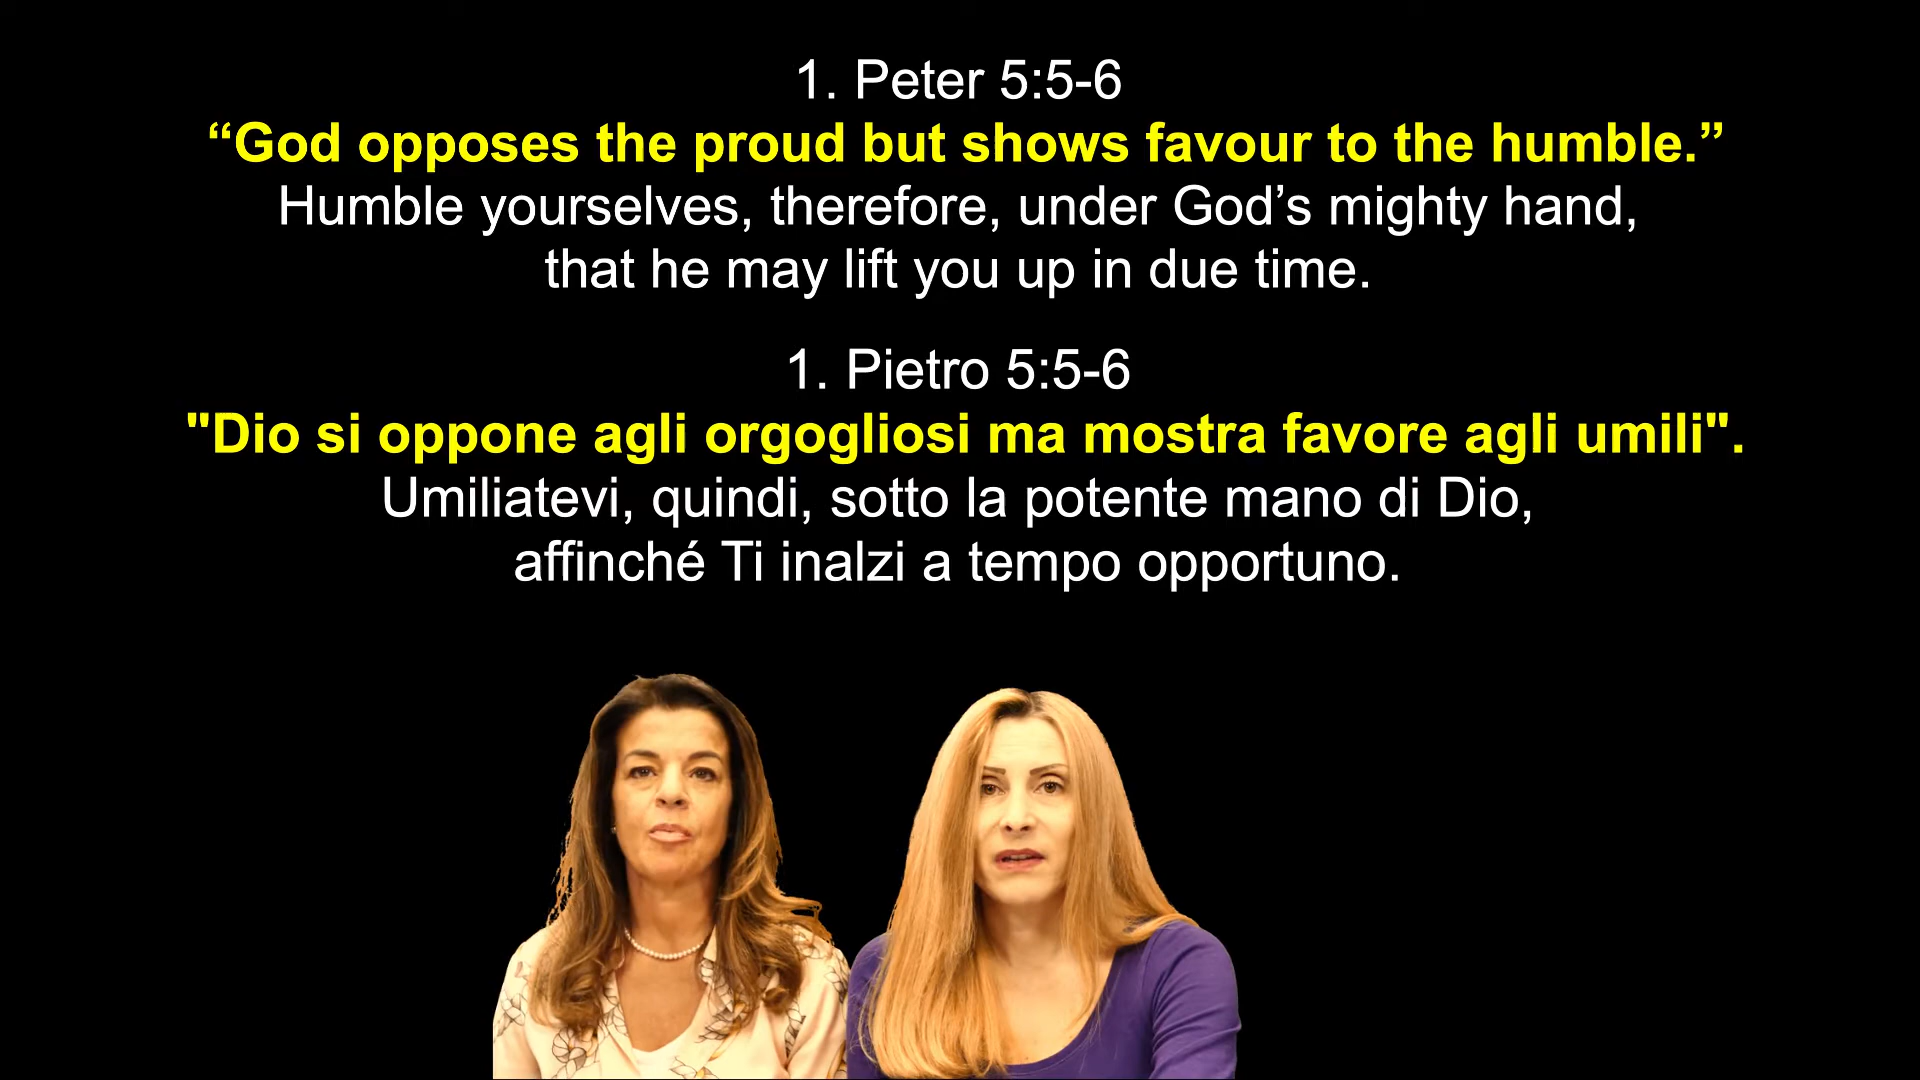 1. Peter 5:5-6
“God opposes the proud but shows favour to the humble.”
Humble yourselves, therefore, under God’s mighty hand,
that he may lift you up in due time.
1. Pietro 5:5-6
"Dio si oppone agli orgogliosi ma mostra favore agli umili".
Umiliatevi, quindi, sotto la potente mano di Dio,
affinché Ti inalzi a tempo opportuno.